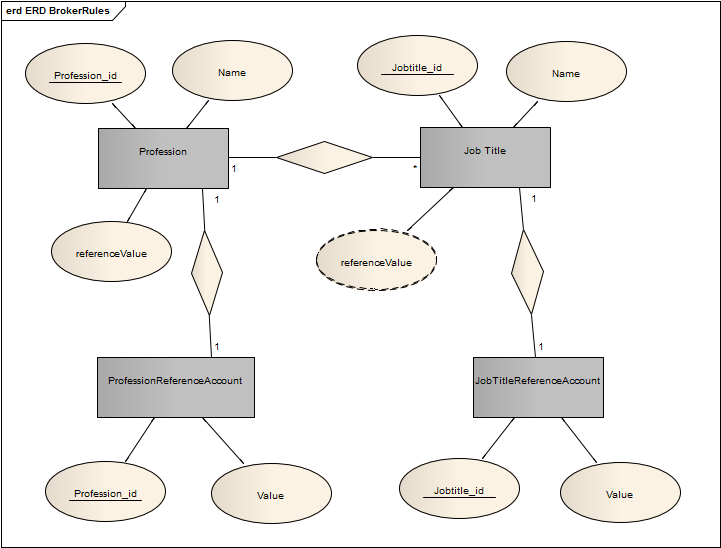 erd ERD BrokerRules
Profession_id
Name
Jobtitle_id
Name
Profession
Job Title
1
*
1
1
referenceValue
referenceValue
1
1
ProfessionReferenceAccount
JobTitleReferenceAccount
Profession_id
Value
Jobtitle_id
Value